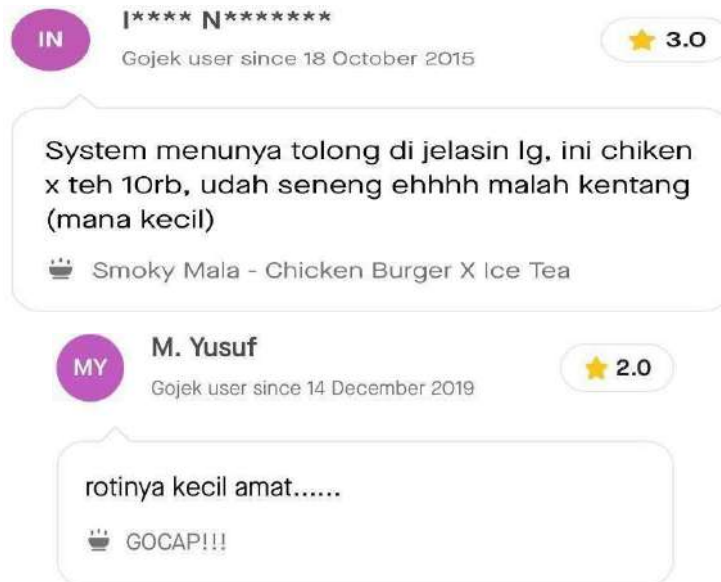 IN
I**** N*******
Gojek user since 18 October 2015
3.0
System menunya tolong di jelasin lg, ini chiken
x teh 10rb, udah seneng ehhhh malah kentang
(mana kecil)
Smoky Mala - Chicken Burger X Ice Tea
MY
M. Yusuf
Gojek user since 14 December 2019
2.0
rotinya kecil amat......
GOCAP!!!